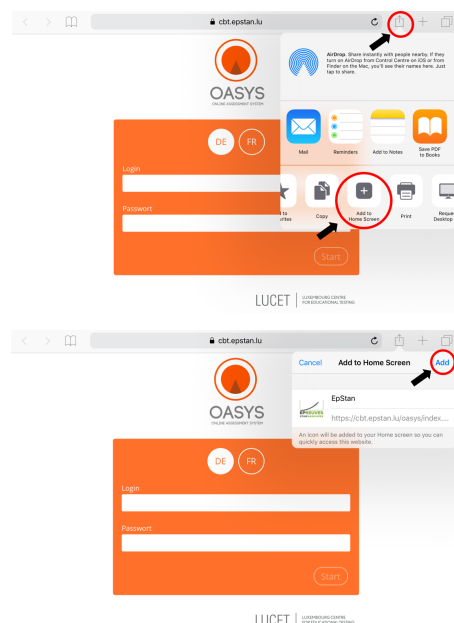 cbt.epstan.lu
AirDrop. Share instantly with people nearby. If they
turn on AirDrop from Control Centre on iOS or from
Finder on the Mac, you'll see their names here. Just
tap to share.
OASYS
ONLINE ASSESSMENT SYSTEM
Mail
Reminders
Add to Notes
Save PDF
to Books
DE
FR
Login
Copy
Add to
Home Screen
Print
Desktop
Passwort
Start
LUCET
LUXEMBOURG CENTRE
FOR EDUCATIONAL TESTING
cbt.epstan.lu
Cancel
Add to Home Screen
Add
EpStan
https://cbt.epstan.lu/oasys/index....
An icon will be added to your Home screen so you can
quickly access this website.
OASYS
ONLINE ASSESSMENT SYSTEM
DE
FR
Login
Passwort
Start
LUCET
LUXEMBOURG CENTRE
FOR EDUCATIONAL TESTING